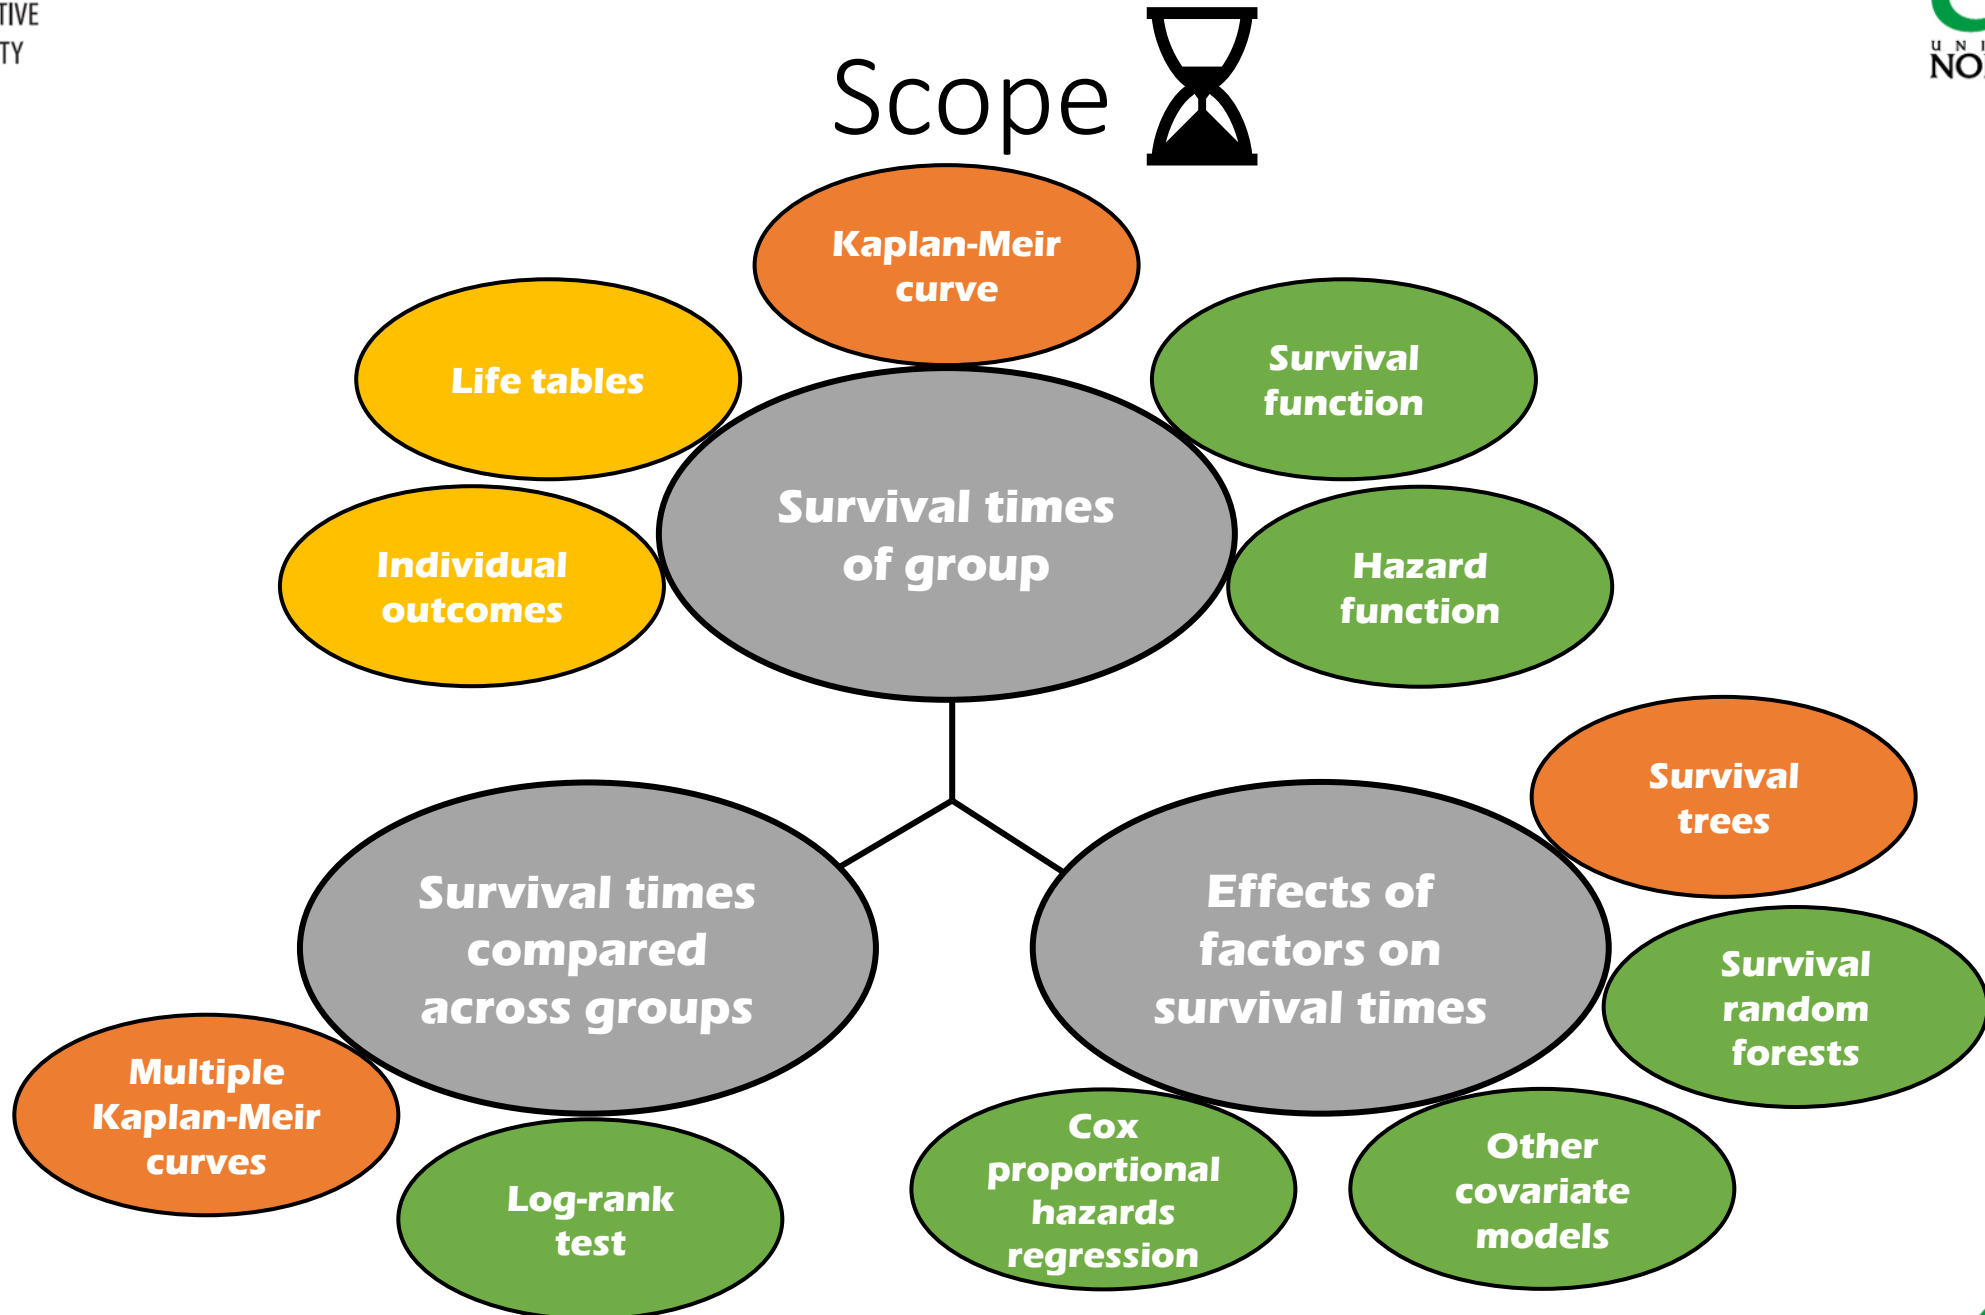 TIVE
TY
Scope
UNI
NO
Kaplan-Meir
curve
Life tables
Survival
function
Survival times
of group
Individual
outcomes
Hazard
function
Survival
trees
Survival times
compared
across groups
Effects of
factors on
survival times
Survival
random
forests
Multiple
Kaplan-Meir
curves
Log-rank
test
Cox
proportional
hazards
regression
Other
covariate
models